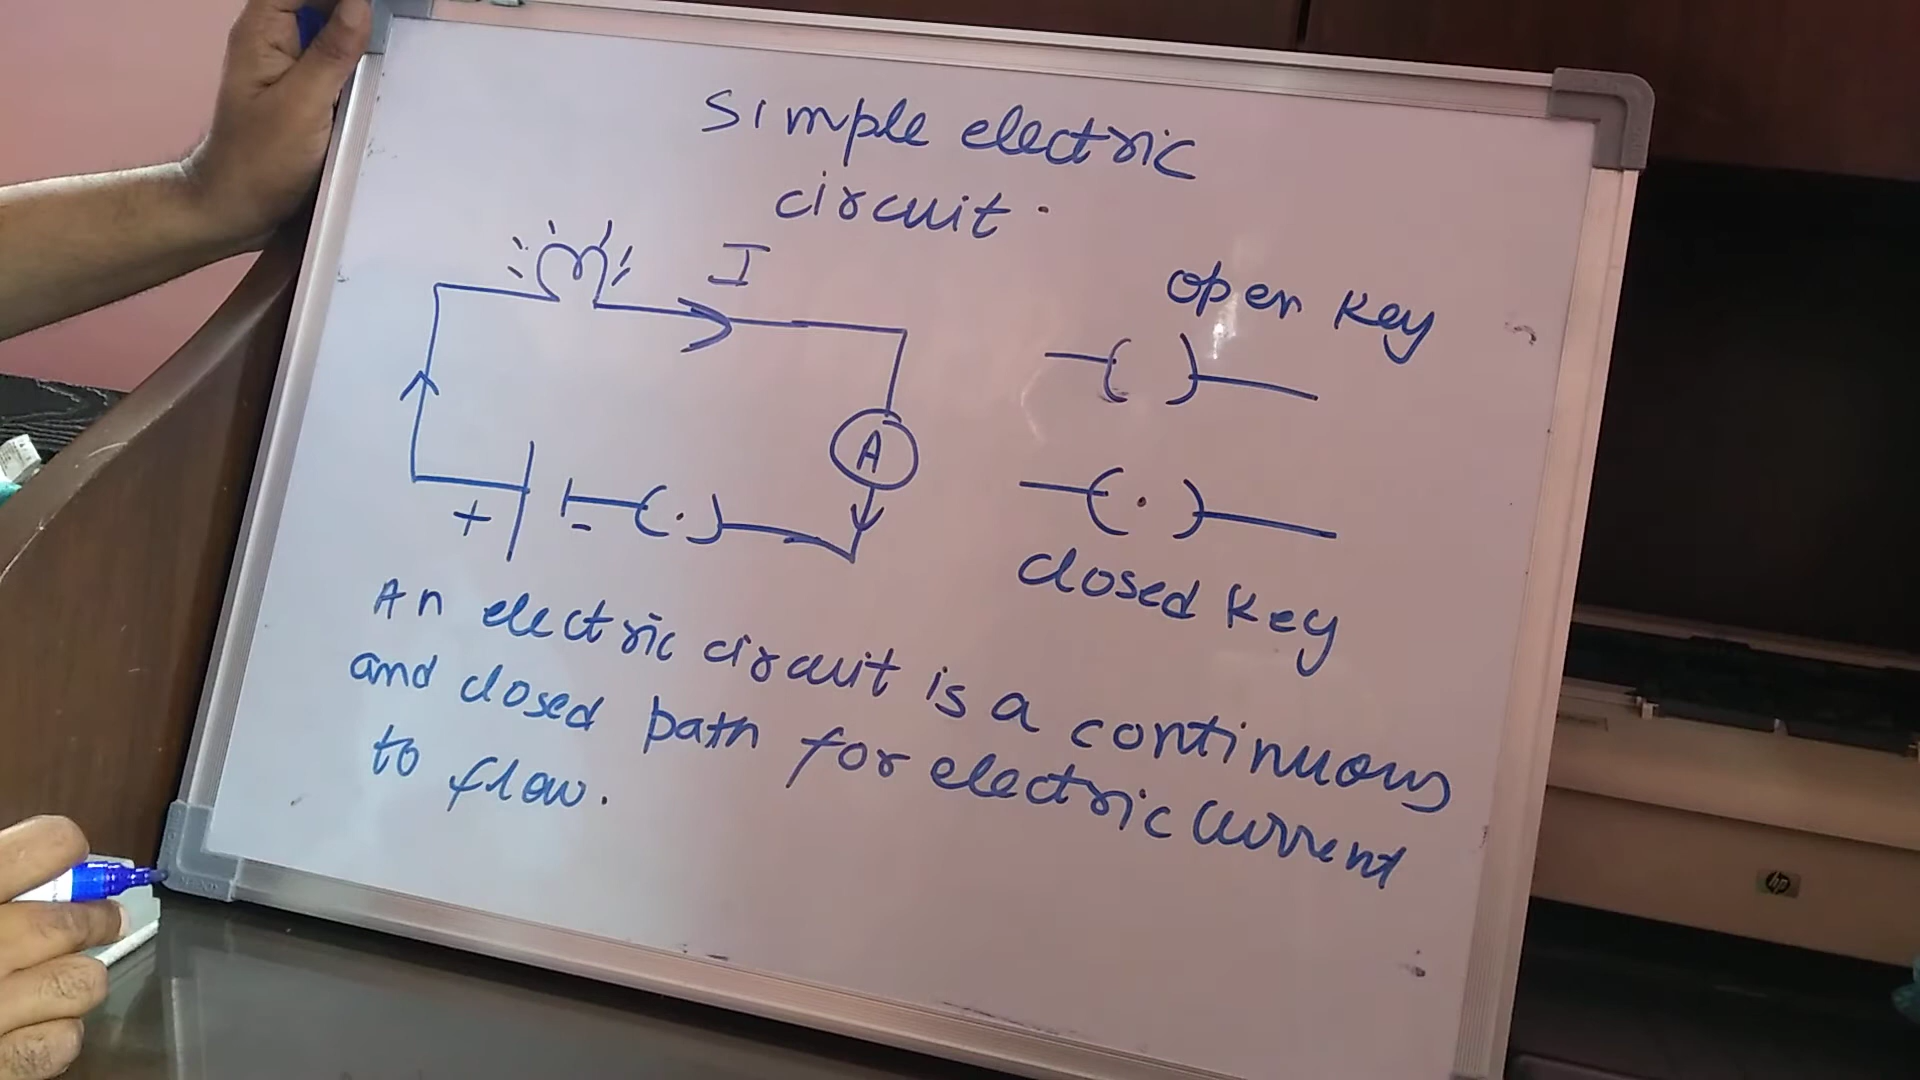 simple electric
circuit.
I
open key
A
+
-
closed key
An electric circuit is a continuous
and closed path for electric current
to flow.
hp